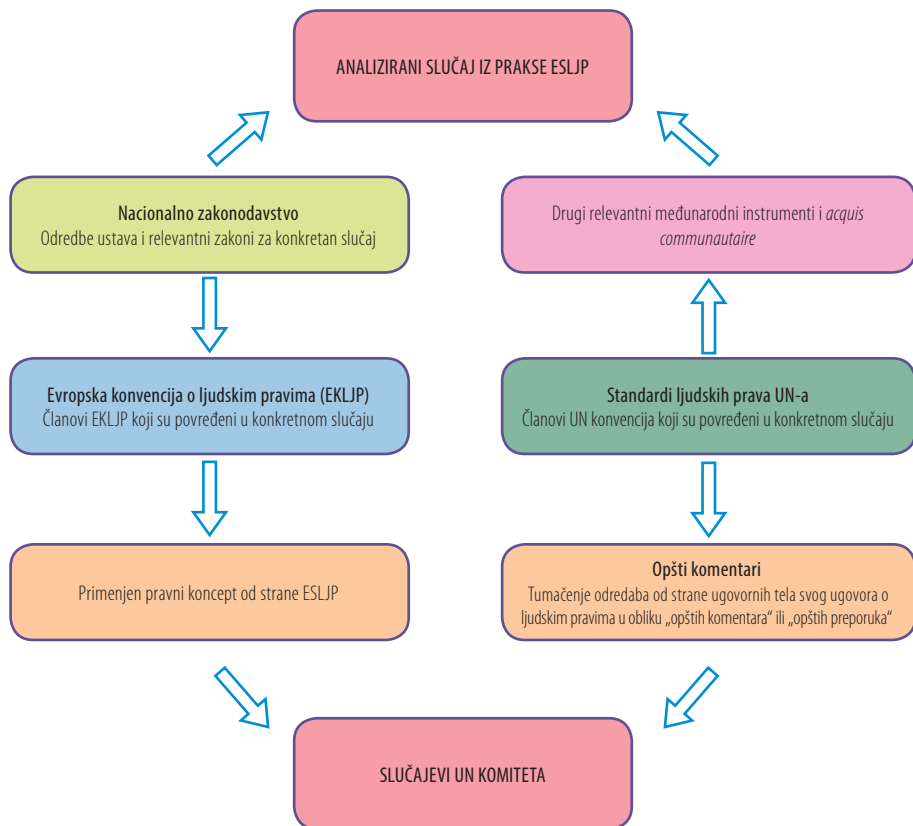 ANALIZIRANI SLUČAJ IZ PRAKSE ESLJP
Nacionalno zakonodavstvo
Odredbe ustava i relevantni zakoni za konkretan slučaj
Drugi relevantni međunarodni instrumenti i acquis
communautaire
Evropska konvencija o ljudskim pravima (EKLJP)
Članovi EKLJP koji su povređeni u konkretnom slučaju
Standardi ljudskih prava UN-a
Članovi UN konvencija koji su povređeni u konkretnom slučaju
Primenjen pravni koncept od strane ESLJP
Opšti komentari
Tumačenje odredaba od strane ugovornih tela svog ugovora o
ljudskim pravima u obliku „opštih komentara“ ili „opštih preporuka“
SLUČAJEVI UN KOMITETA